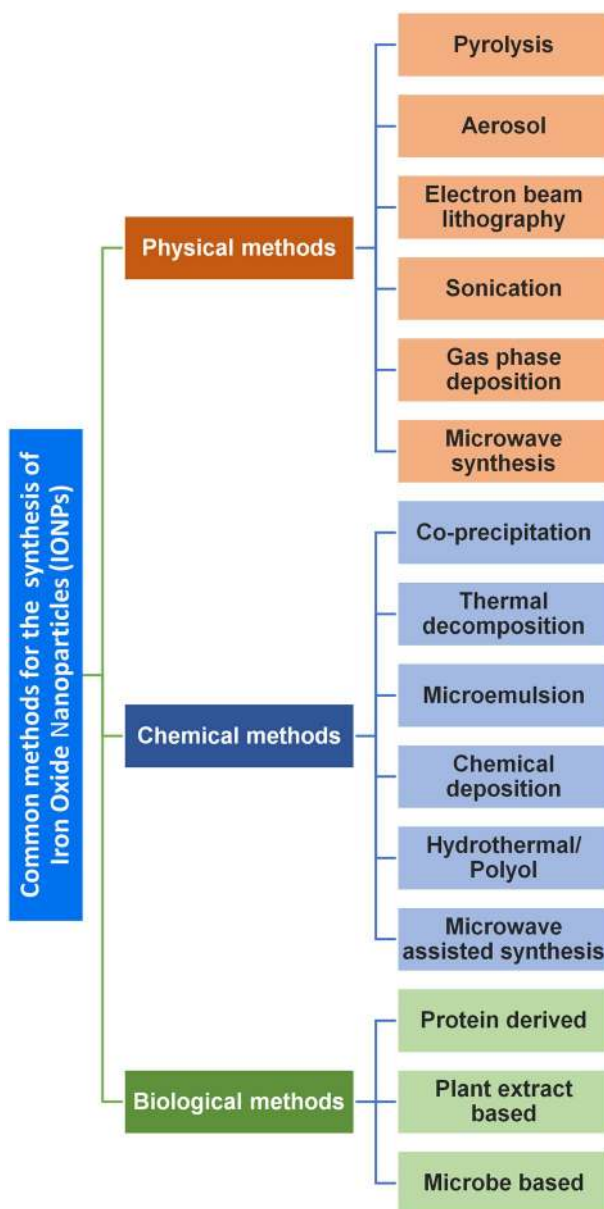 Common methods for the synthesis of
Iron Oxide Nanoparticles (IONPs)
Physical methods
Pyrolysis
Aerosol
Electron beam
lithography
Sonication
Gas phase
deposition
Microwave
synthesis
Chemical methods
Co-precipitation
Thermal
decomposition
Microemulsion
Chemical
deposition
Hydrothermal/
Polyol
Microwave
assisted synthesis
Biological methods
Protein derived
Plant extract
based
Microbe based